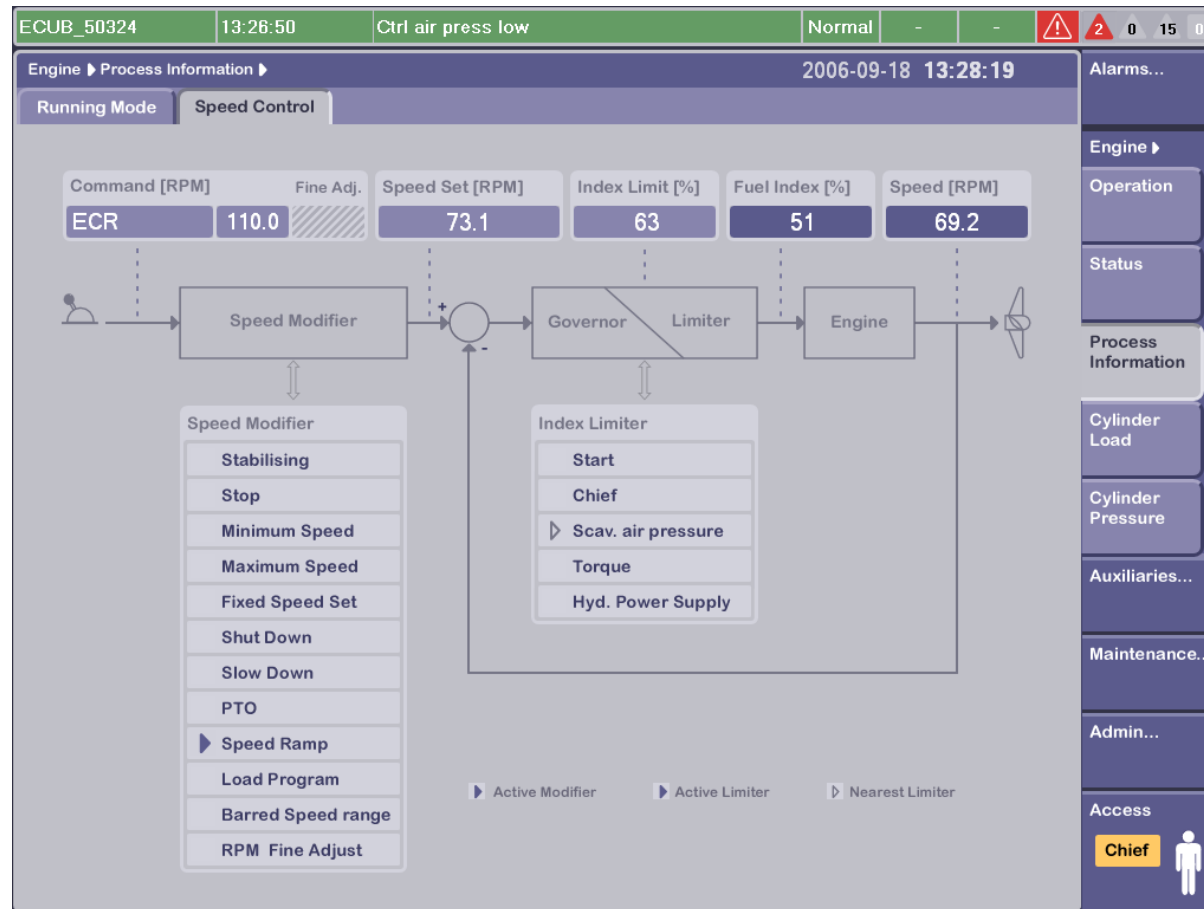 ECUB_50324 13:26:50 Ctrl air press low Normal - - 2 0 15 0
Engine Process Information 2006-09-18 13:28:19
Running Mode Speed Control
Command [RPM] Fine Adj. Speed Set [RPM] Index Limit [%] Fuel Index [%] Speed [RPM]
ECR 110.0 73.1 63 51 69.2
Speed Modifier + - Governor Limiter Engine
Speed Modifier
Stabilising
Stop
Minimum Speed
Maximum Speed
Fixed Speed Set
Shut Down
Slow Down
PTO
Speed Ramp
Load Program
Barred Speed range
RPM Fine Adjust
Index Limiter
Start
Chief
Scav. air pressure
Torque
Hyd. Power Supply
Active Modifier Active Limiter Nearest Limiter
Alarms...
Engine
Operation
Status
Process
Information
Cylinder
Load
Cylinder
Pressure
Auxiliaries...
Maintenance..
Admin...
Access
Chief